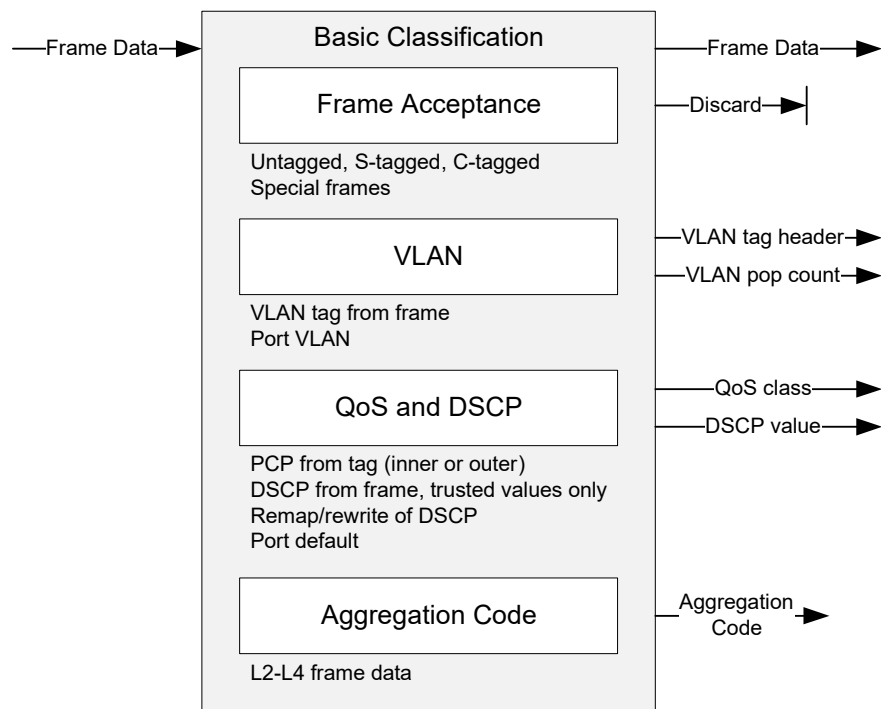 Basic Classification
Frame Data
Frame Data
Frame Acceptance
Discard
Untagged, S-tagged, C-tagged
Special frames
VLAN
VLAN tag header
VLAN pop count
VLAN tag from frame
Port VLAN
QoS and DSCP
QoS class
DSCP value
PCP from tag (inner or outer)
DSCP from frame, trusted values only
Remap/rewrite of DSCP
Port default
Aggregation Code
Aggregation
Code
L2-L4 frame data